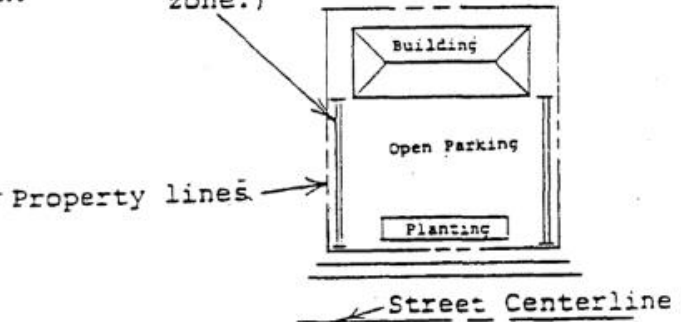 zone.)
Building
Open Parking
Property lines
Planting
Street Centerline